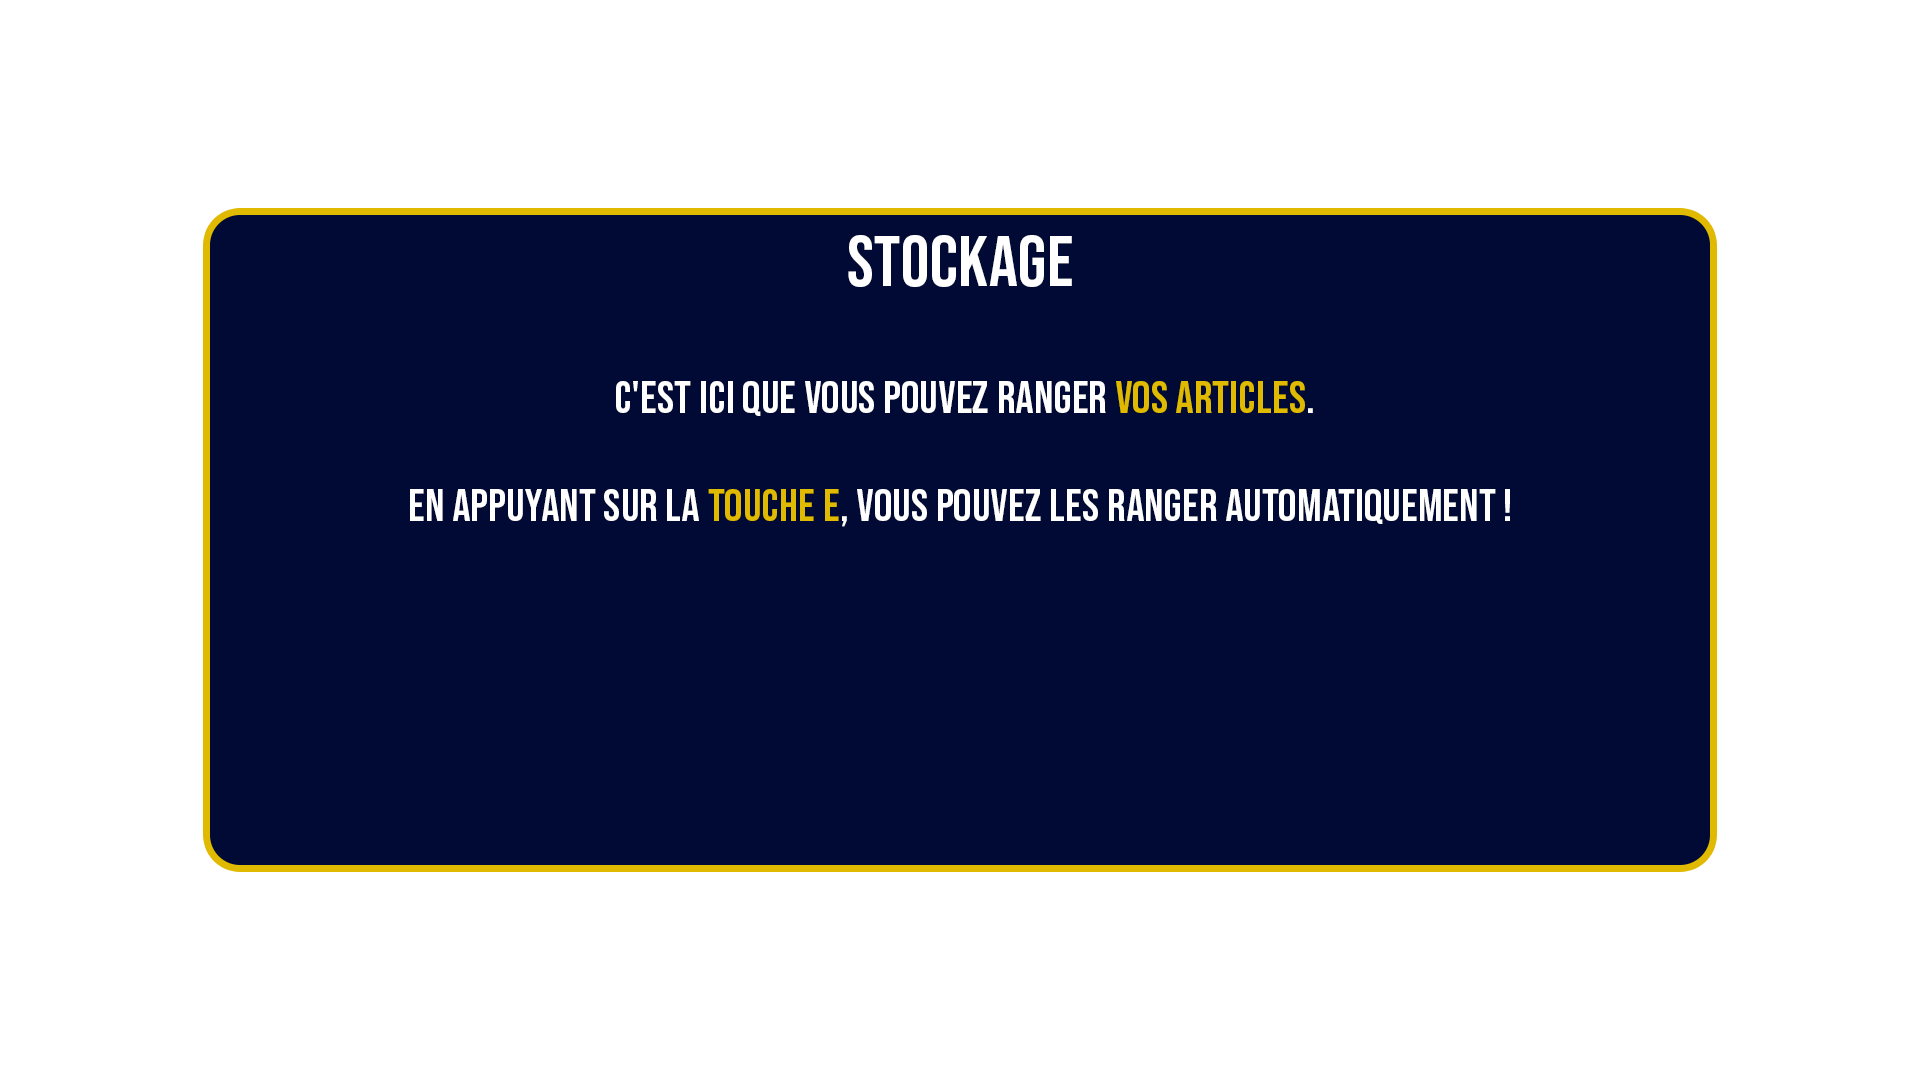 STOCKAGE
C'EST ICI QUE VOUS POUVEZ RANGER VOS ARTICLES.
EN APPUYANT SUR LA TOUCHE E, VOUS POUVEZ LES RANGER AUTOMATIQUEMENT !